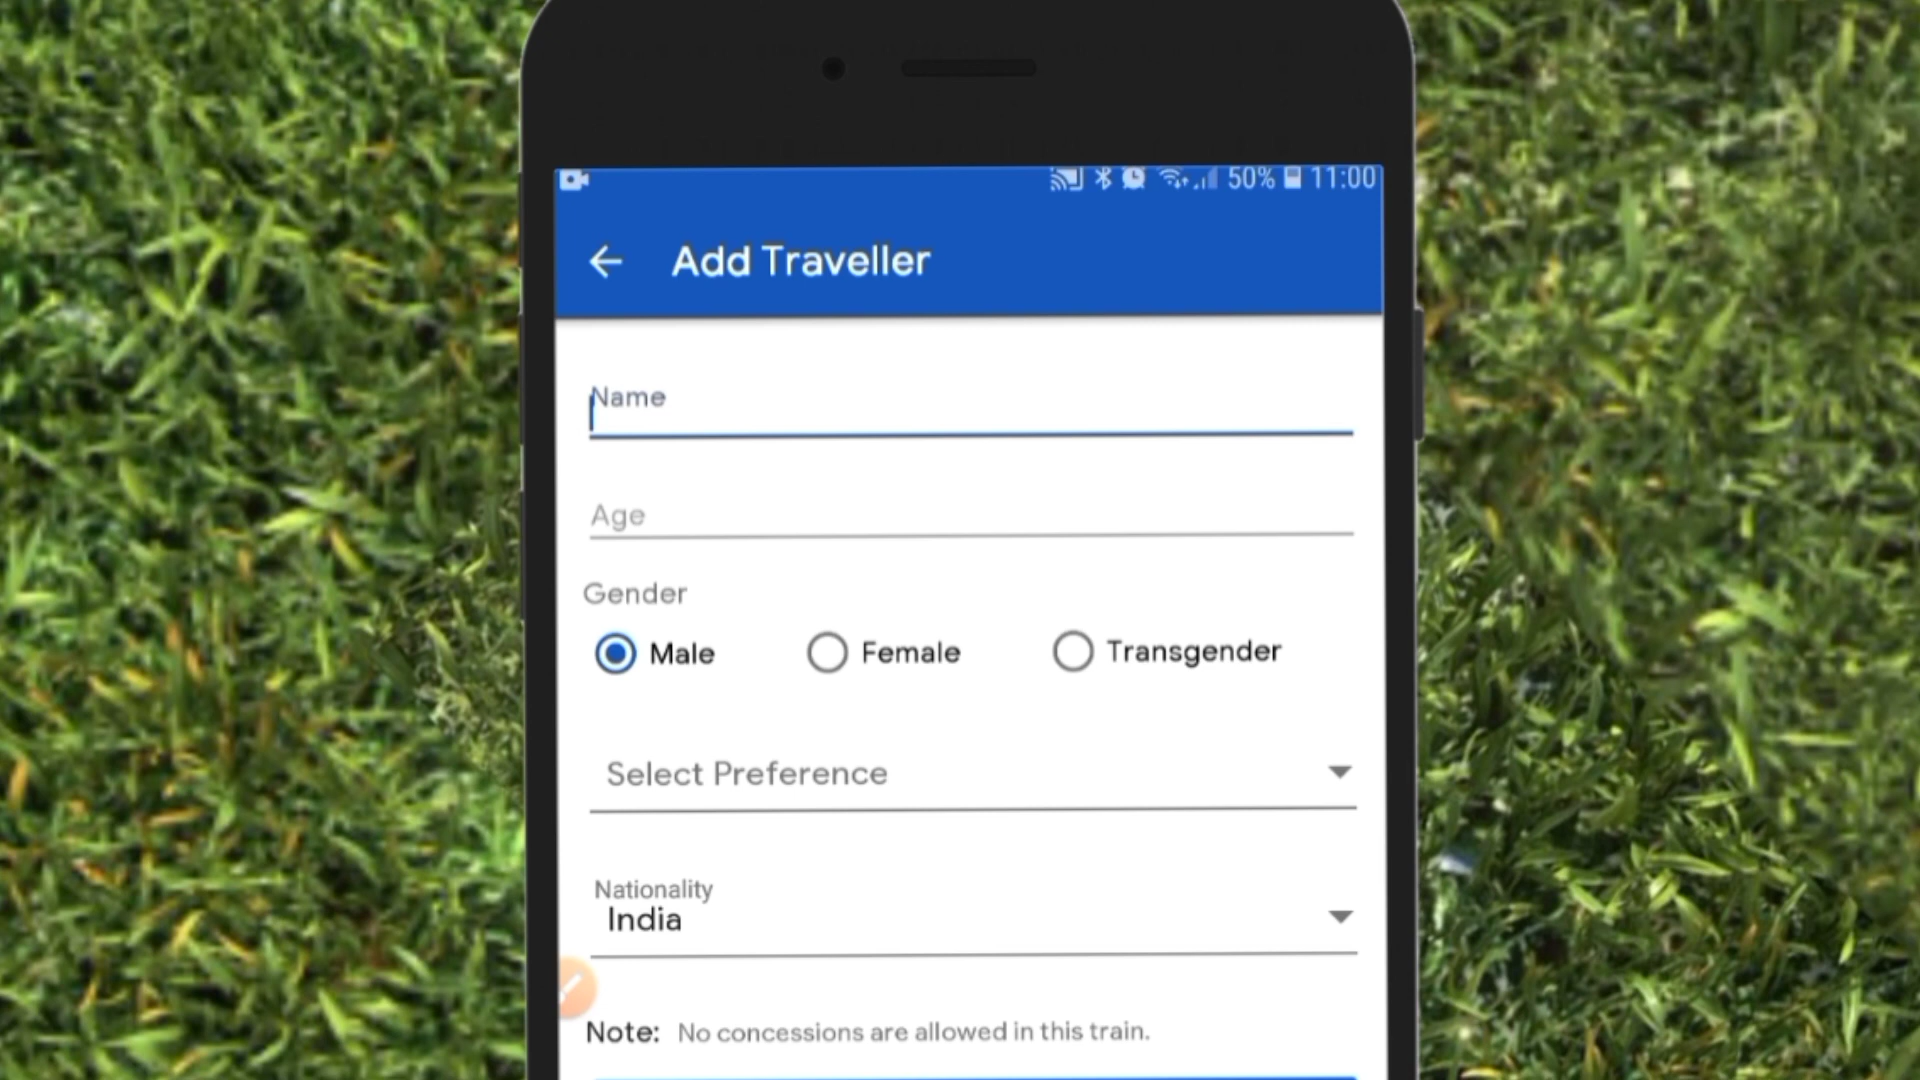 50% 11:00
Add Traveller
Name
Age
Gender
Male Female Transgender
Select Preference
Nationality
India
Note: No concessions are allowed in this train.